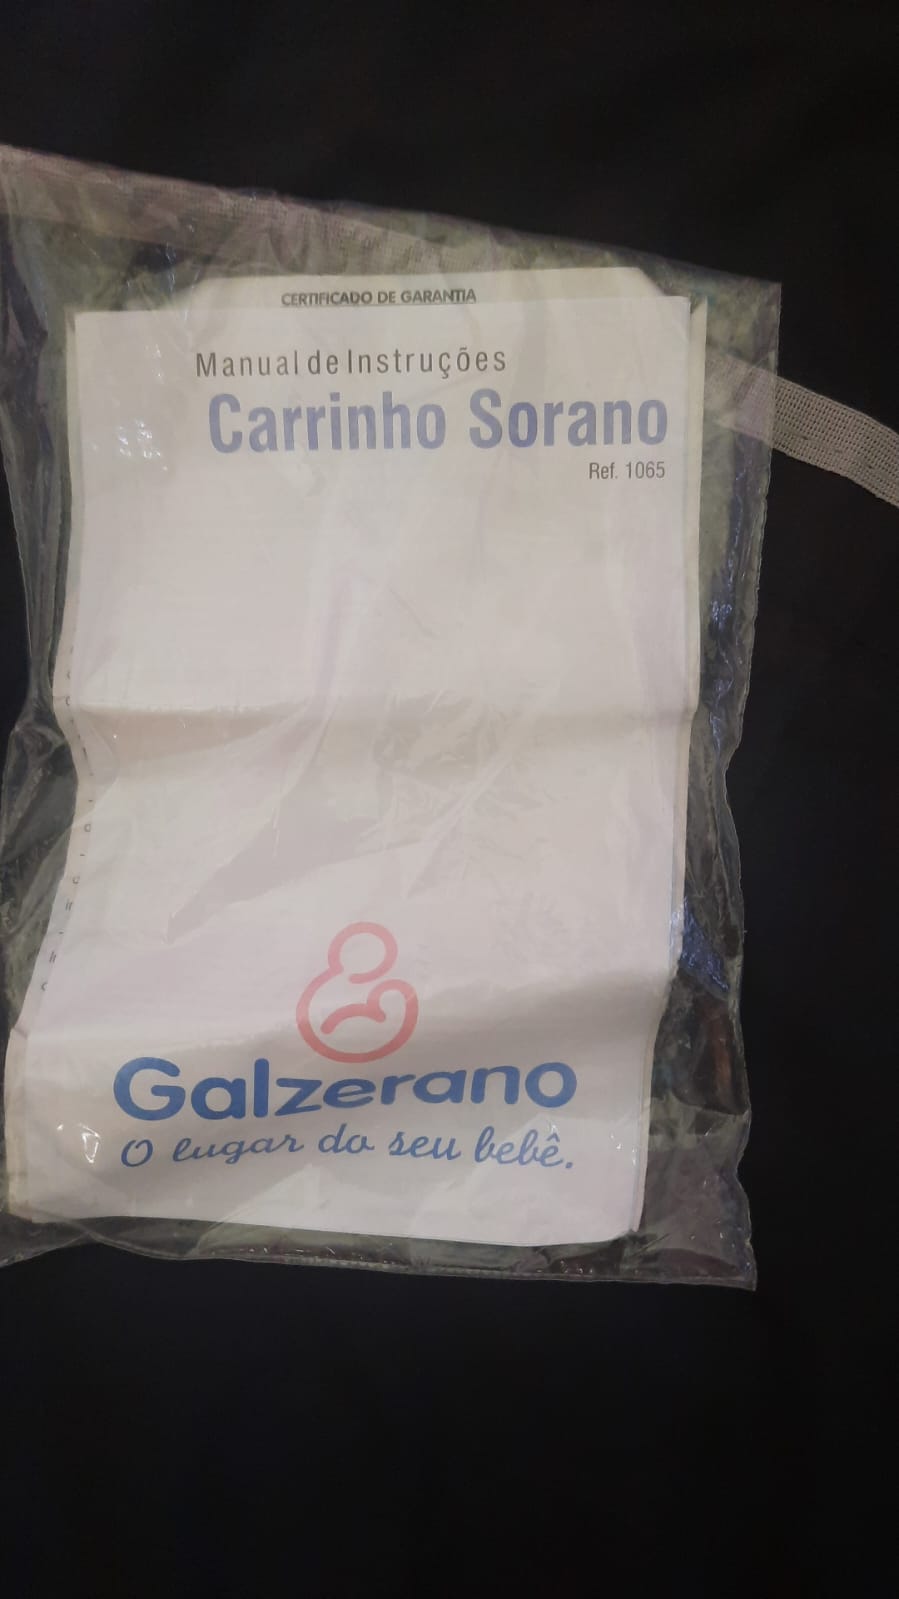 CERTIFICADO DE GARANTIA
Manual de Instruções
Carrinho Sorano
Ref. 1065
Galzerano
O lugar do seu bebê.